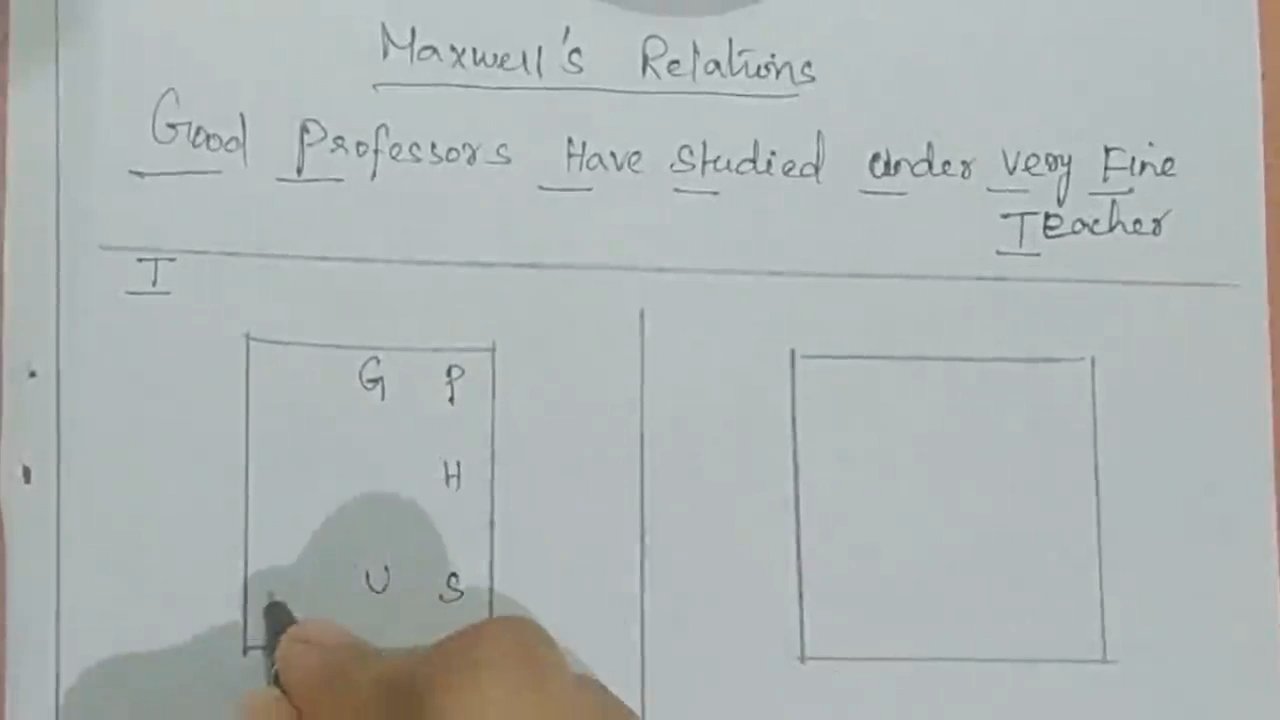 Maxwell's Relations
Good Professors Have Studied under very Fine
Teacher
I
G P
H
U S